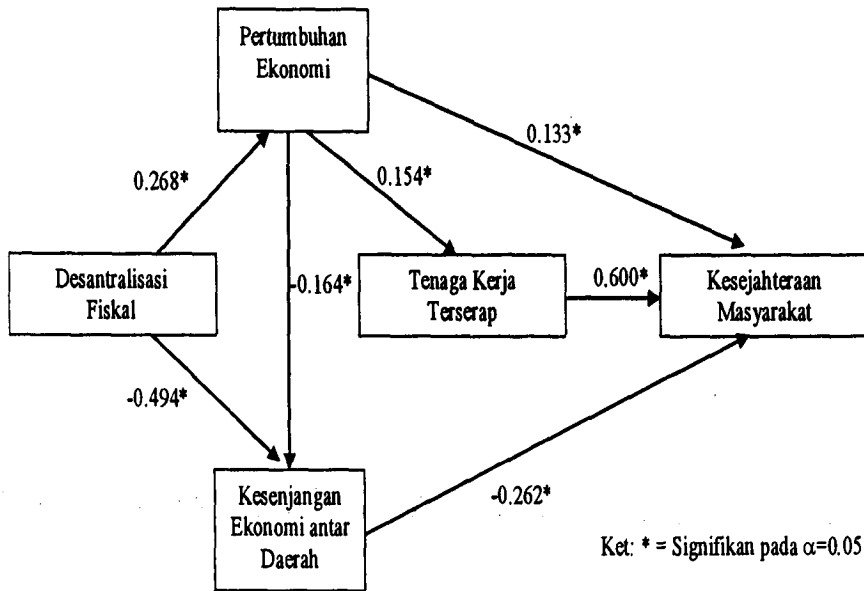 Pertumbuhan
Ekonomi
0.133*
0.268*
0.154*
Desantralisasi
Fiskal
-0.164*
Tenaga Kerja
Terserap
0.600*
Kesejahteraan
Masyarakat
-0.494*
Kesenjangan
Ekonomi antar
Daerah
-0.262*
Ket: * = Signifikan pada α=0.05